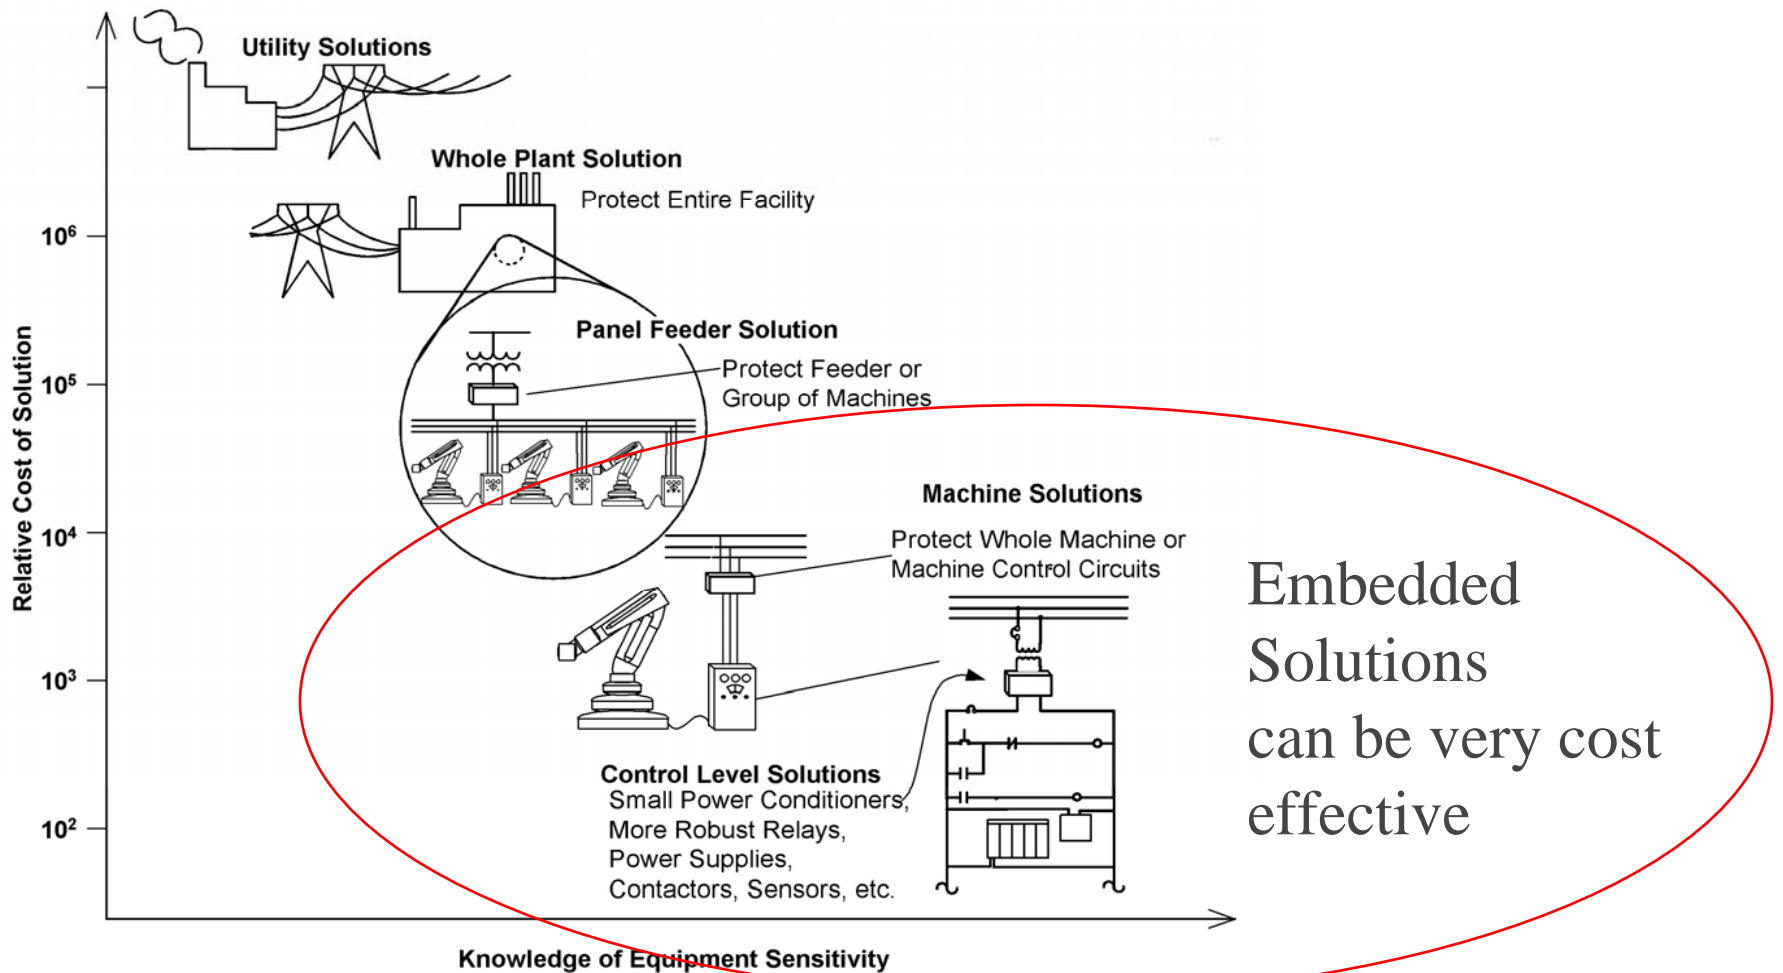 Utility Solutions
Whole Plant Solution
Protect Entire Facility
10⁶
Panel Feeder Solution
Protect Feeder or
Group of Machines
10⁵
Relative Cost of Solution
Machine Solutions
Protect Whole Machine or
Machine Control Circuits
10⁴
Embedded
Solutions
can be very cost
effective
10³
Control Level Solutions
Small Power Conditioners,
More Robust Relays,
Power Supplies,
Contactors, Sensors, etc.
10²
Knowledge of Equipment Sensitivity